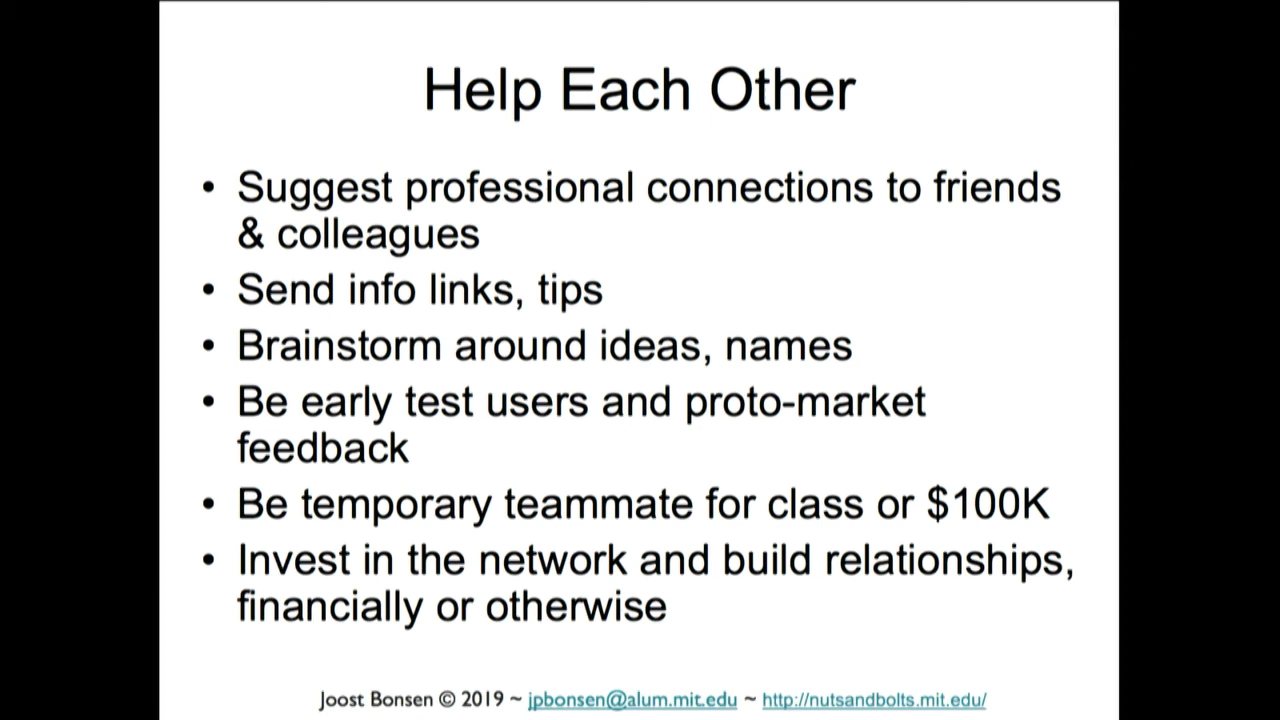 Help Each Other
• Suggest professional connections to friends
& colleagues
• Send info links, tips
• Brainstorm around ideas, names
• Be early test users and proto-market
feedback
• Be temporary teammate for class or $100K
• Invest in the network and build relationships,
financially or otherwise
Joost Bonsen © 2019 ~ jpbonsen@alum.mit.edu ~ http://nutsandbolts.mit.edu/